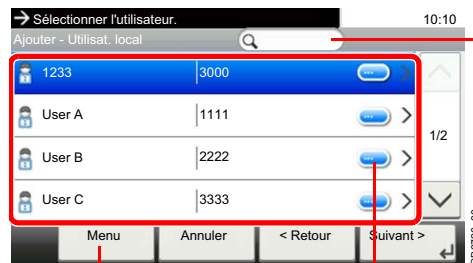 Sélectionner l'utilisateur. 10:10
Ajouter - Utilisat. local
1233 3000
User A 1111
User B 2222
User C 3333
1/2
Menu Annuler < Retour Suivant >